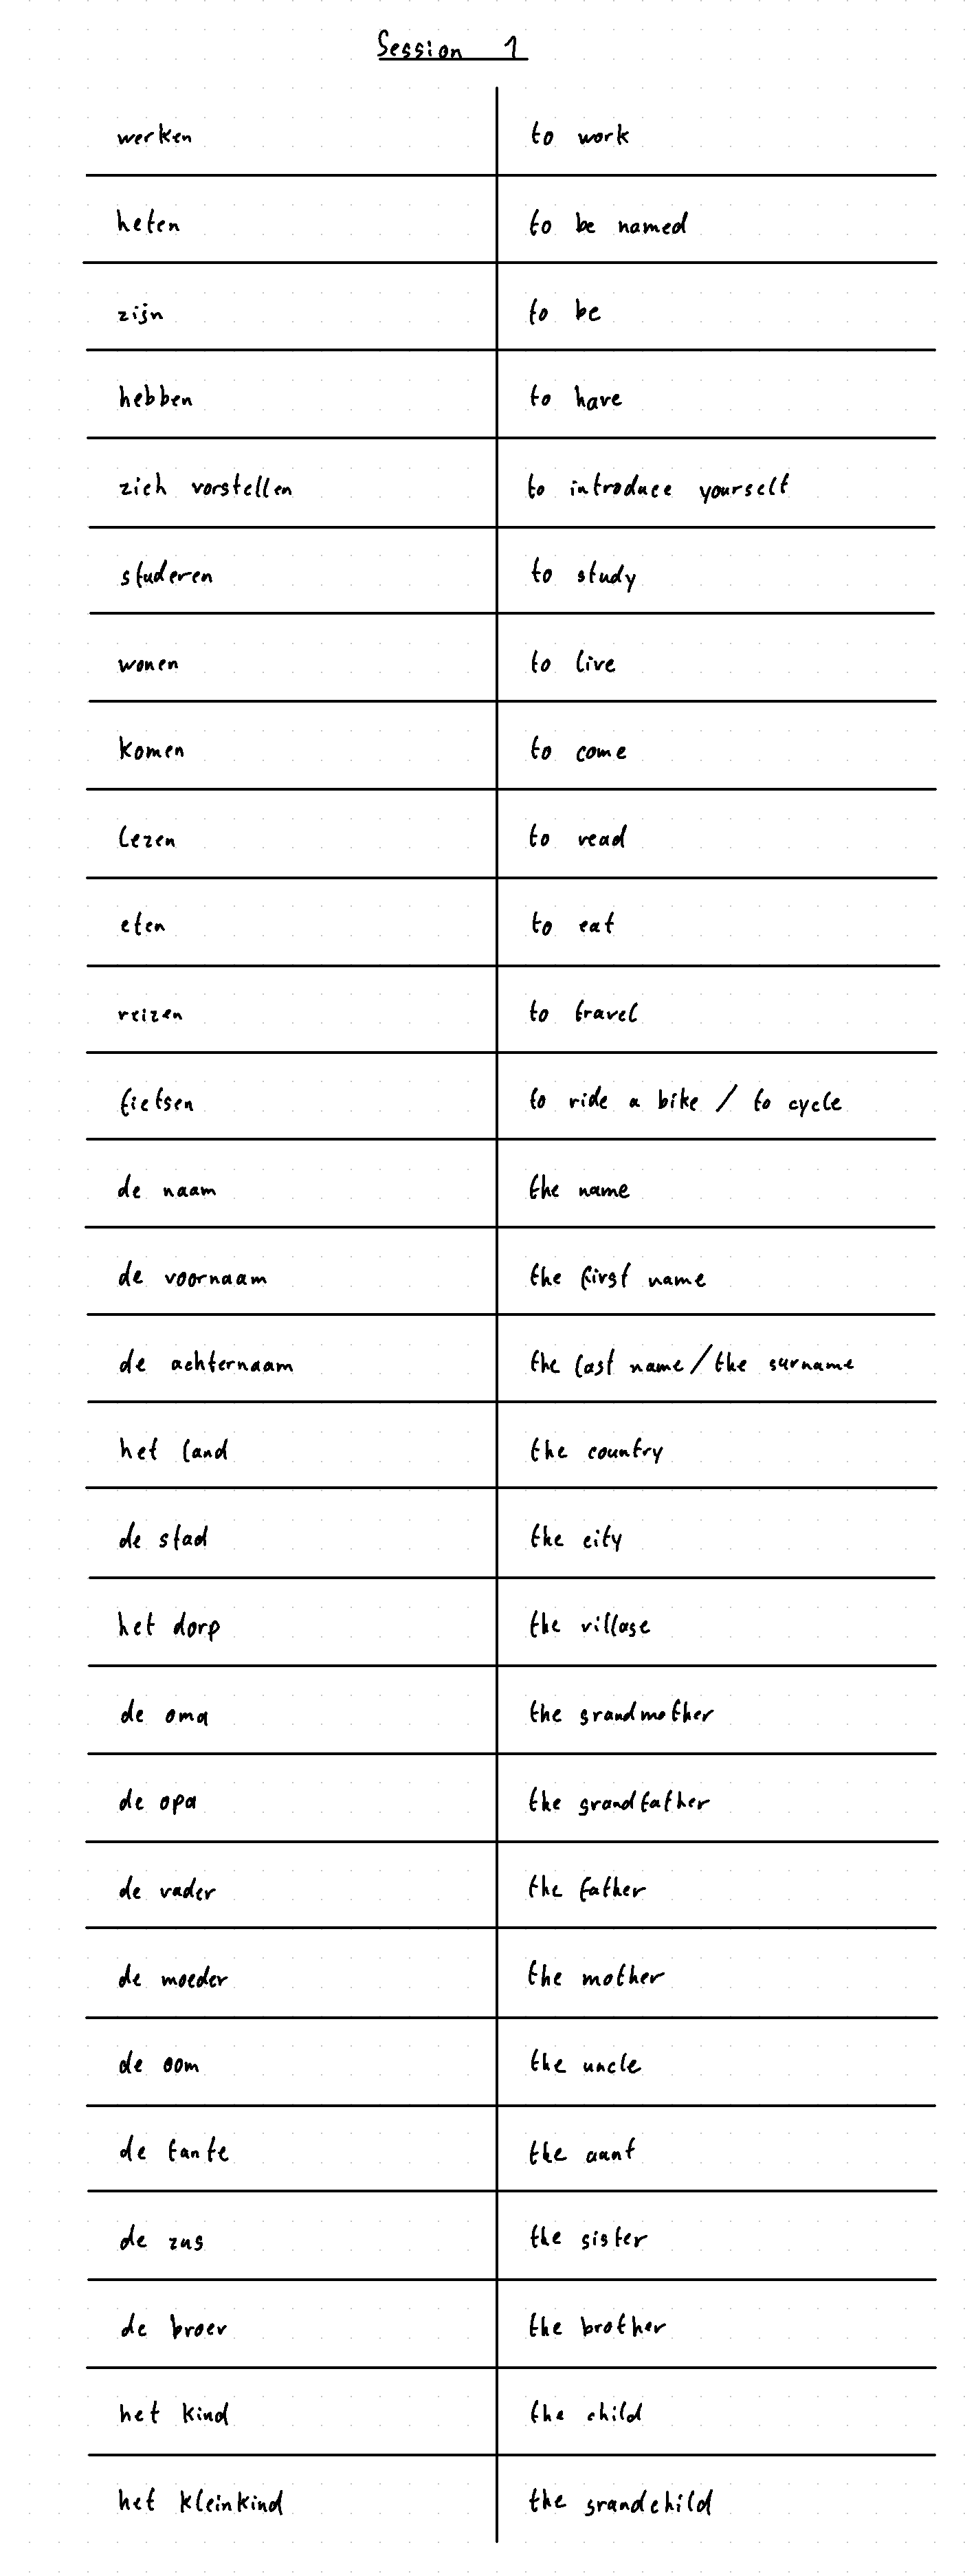 Session 1
werken to work
heten to be named
zijn to be
hebben to have
zich vorstellen to introduce yourself
studeren to study
wonen to live
komen to come
lezen to read
eten to eat
reizen to travel
fietsen to ride a bike / to cycle
de naam the name
de voornaam the first name
de achternaam the last name / the surname
het land the country
de stad the city
het dorp the village
de oma the grandmother
de opa the grandfather
de vader the father
de moeder the mother
de oom the uncle
de tante the aunt
de zus the sister
de broer the brother
het kind the child
het kleinkind the grandchild